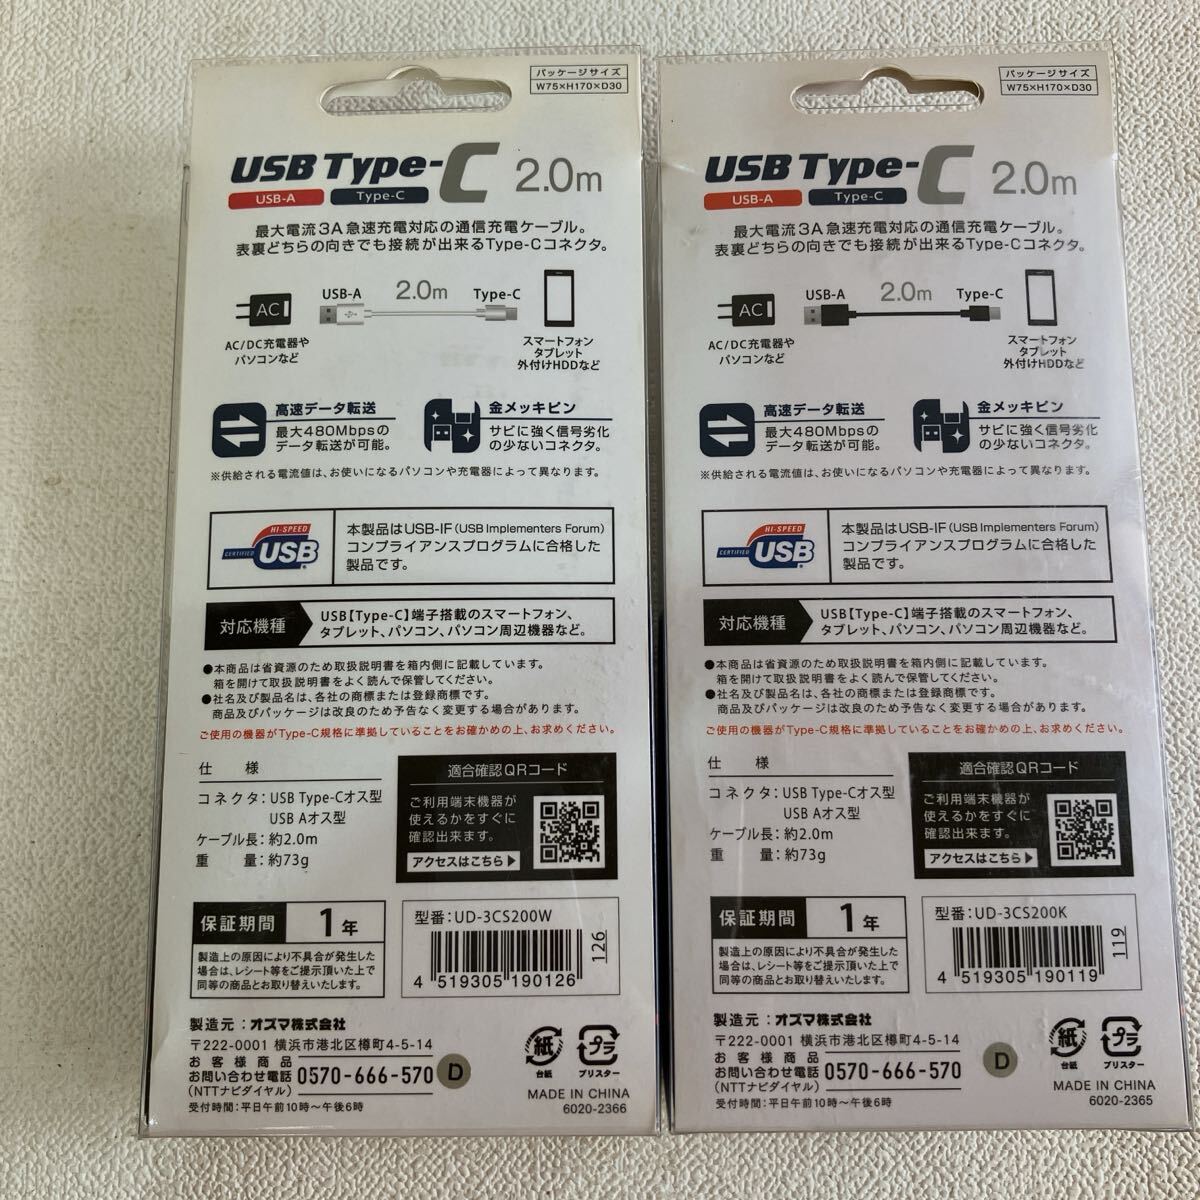 パッケージサイズ
W75×H170×D30
USB Type-C 2.0m
USB-A Type-C
最大電流3A急速充電対応の通信充電ケーブル。
表裏どちらの向きでも接続が出来るType-Cコネクタ。
USB-A 2.0m Type-C
AC
AC/DC充電器や
パソコンなど
スマートフォン
タブレット
外付けHDDなど
高速データ転送
最大480Mbpsの
データ転送が可能。
金メッキピン
サビに強く信号劣化
の少ないコネクタ。
※供給される電流値は、お使いになるパソコンや充電器によって異なります。
HI-SPEED
CERTIFIED USB
本製品はUSB-IF(USB Implementers Forum)
コンプライアンスプログラムに合格した
製品です。
対応機種
USB【Type-C】端子搭載のスマートフォン、
タブレット、パソコン、パソコン周辺機器など。
●本商品は省資源のため取扱説明書を箱内側に記載しています。
箱を開けて取扱説明書をよく読んで保管してください。
●社名及び製品名は、各社の商標または登録商標です。
商品及びパッケージは改良のため予告なく変更する場合があります。
ご使用の機器がType-C規格に準拠していることをお確かめの上、お求めください。
仕 様
コネクタ：USB Type-Cオス型
USB Aオス型
ケーブル長：約2.0m
重 量：約73g
適合確認QRコード
ご利用端末機器が
使えるかをすぐに
確認出来ます。
アクセスはこちら▶
保証期間 1年
製造上の原因により不具合が発生した
場合は、レシート等をご提示頂いた上で
同等の商品とお取り替えいたします。
型番：UD-3CS200W
4 519305 190126
126
製造元：オズマ株式会社
〒222-0001 横浜市港北区樽町4-5-14
お客様商品
お問い合わせ電話
(NTTナビダイヤル)
0570-666-570
D
受付時間：平日午前10時〜午後6時
紙
台紙
プラ
ブリスター
MADE IN CHINA
6020-2366
パッケージサイズ
W75×H170×D30
USB Type-C 2.0m
USB-A Type-C
最大電流3A急速充電対応の通信充電ケーブル。
表裏どちらの向きでも接続が出来るType-Cコネクタ。
USB-A 2.0m Type-C
AC
AC/DC充電器や
パソコンなど
スマートフォン
タブレット
外付けHDDなど
高速データ転送
最大480Mbpsの
データ転送が可能。
金メッキピン
サビに強く信号劣化
の少ないコネクタ。
※供給される電流値は、お使いになるパソコンや充電器によって異なります。
HI-SPEED
CERTIFIED USB
本製品はUSB-IF(USB Implementers Forum)
コンプライアンスプログラムに合格した
製品です。
対応機種
USB【Type-C】端子搭載のスマートフォン、
タブレット、パソコン、パソコン周辺機器など。
●本商品は省資源のため取扱説明書を箱内側に記載しています。
箱を開けて取扱説明書をよく読んで保管してください。
●社名及び製品名は、各社の商標または登録商標です。
商品及びパッケージは改良のため予告なく変更する場合があります。
ご使用の機器がType-C規格に準拠していることをお確かめの上、お求めください。
仕 様
コネクタ：USB Type-Cオス型
USB Aオス型
ケーブル長：約2.0m
重 量：約73g
適合確認QRコード
ご利用端末機器が
使えるかをすぐに
確認出来ます。
アクセスはこちら▶
保証期間 1年
製造上の原因により不具合が発生した
場合は、レシート等をご提示頂いた上で
同等の商品とお取り替えいたします。
型番：UD-3CS200K
4 519305 190119
119
製造元：オズマ株式会社
〒222-0001 横浜市港北区樽町4-5-14
お客様商品
お問い合わせ電話
(NTTナビダイヤル)
0570-666-570
D
受付時間：平日午前10時〜午後6時
紙
台紙
プラ
ブリスター
MADE IN CHINA
6020-2365